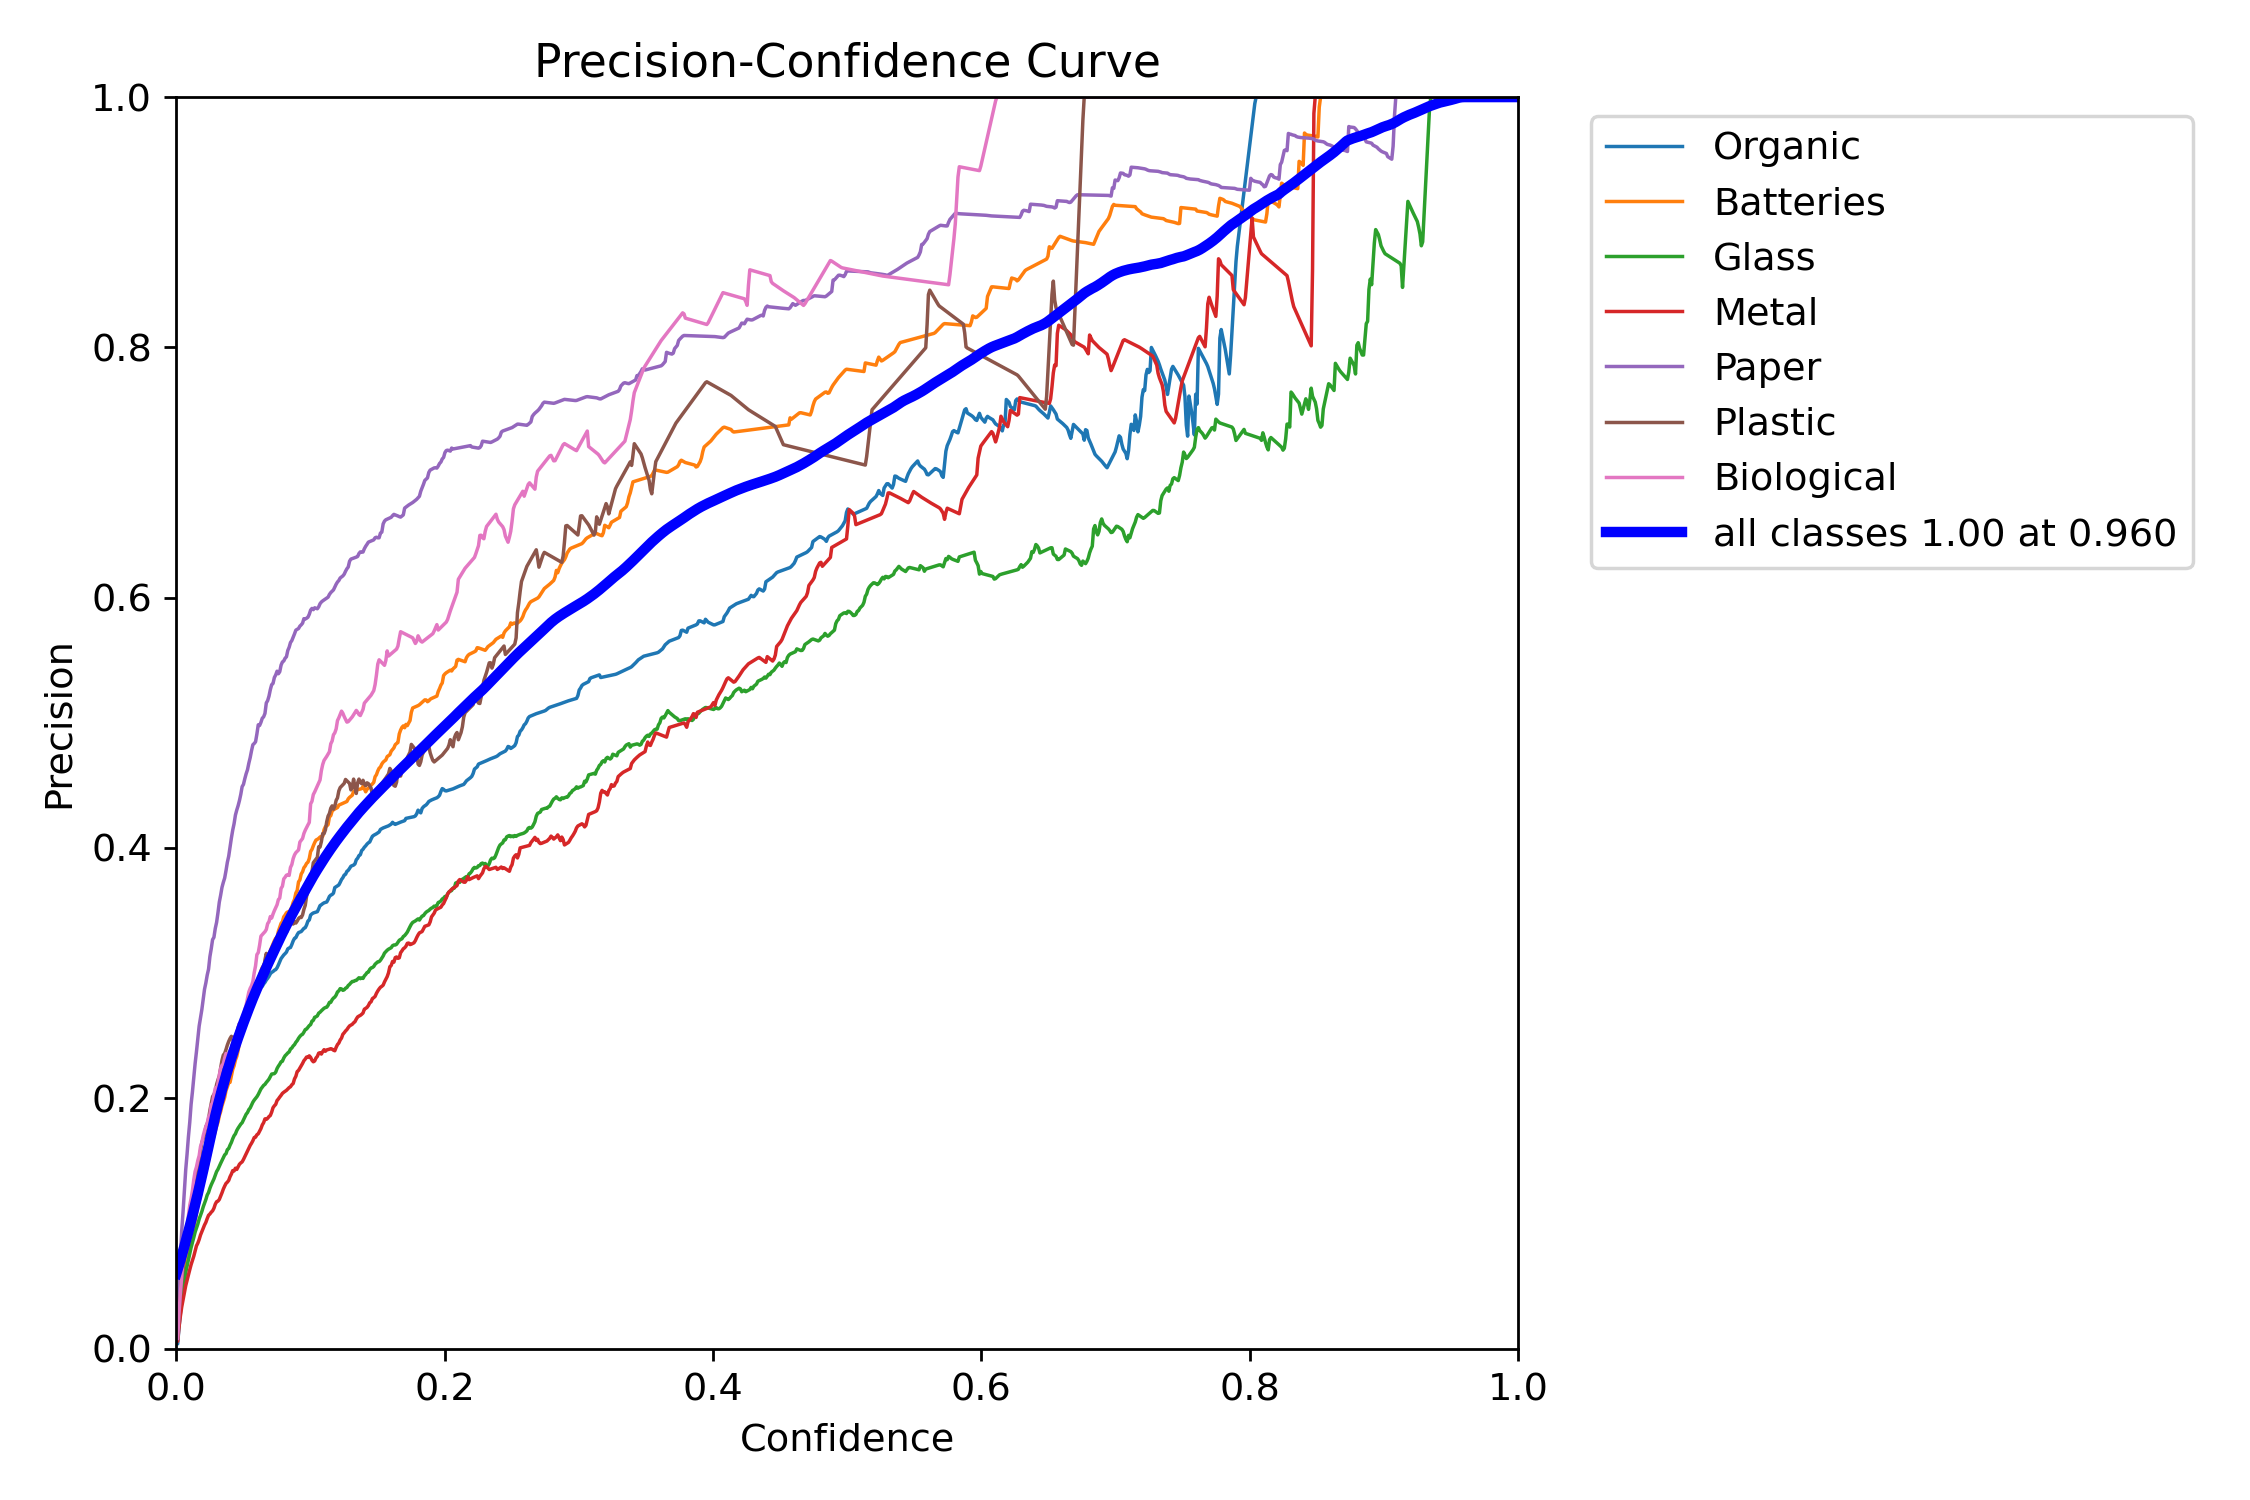 Precision-Confidence Curve
1.0
0.8
0.6
0.4
0.2
0.0
Precision
0.0 0.2 0.4 0.6 0.8 1.0
Confidence
Organic
Batteries
Glass
Metal
Paper
Plastic
Biological
all classes 1.00 at 0.960